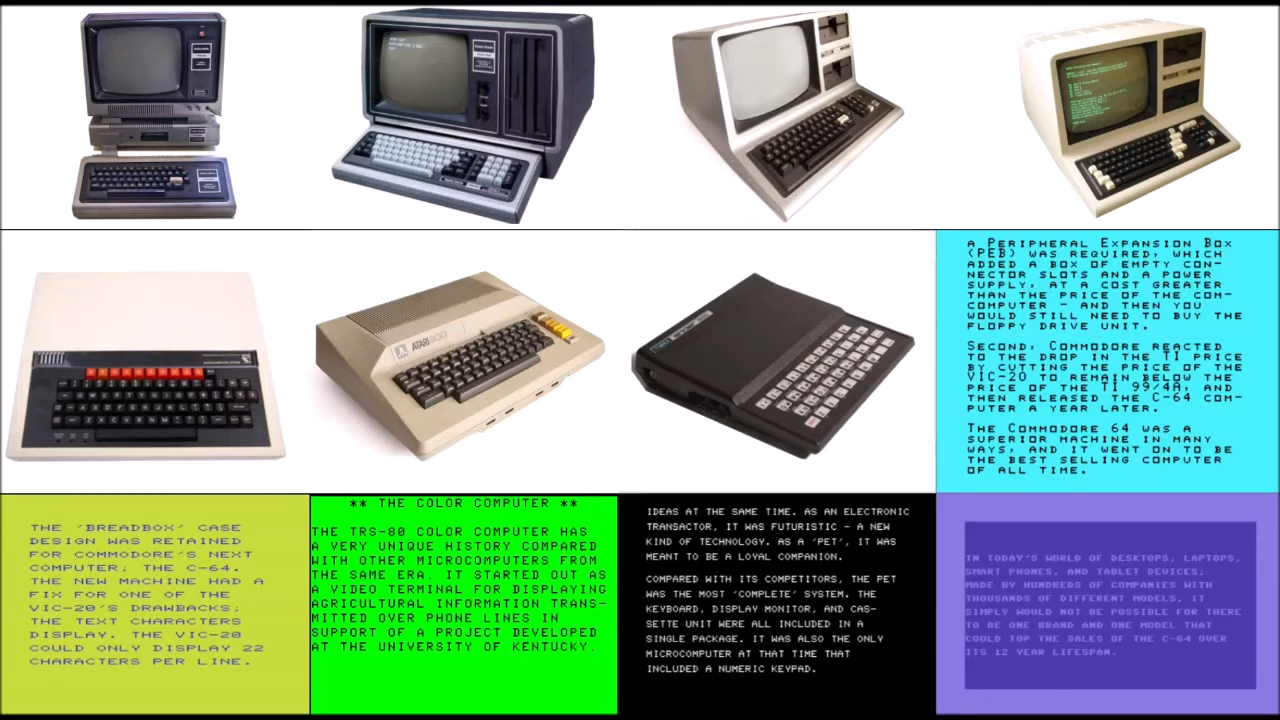 ATARI 800
A PERIPHERAL EXPANSION BOX
(PEB) WAS REQUIRED, WHICH
ADDED A BOX OF EMPTY CON-
NECTOR SLOTS AND A POWER
SUPPLY, AT A COST GREATER
THAN THE PRICE OF THE COM-
COMPUTER - AND THEN YOU
WOULD STILL NEED TO BUY THE
FLOPPY DRIVE UNIT.
SECOND, COMMODORE REACTED
TO THE DROP IN THE TI PRICE
BY CUTTING THE PRICE OF THE
VIC-20 TO REMAIN BELOW THE
PRICE OF THE TI 99/4A, AND
THEN RELEASED THE C-64 COM-
PUTER A YEAR LATER.
THE COMMODORE 64 WAS A
SUPERIOR MACHINE IN MANY
WAYS, AND IT WENT ON TO BE
THE BEST SELLING COMPUTER
OF ALL TIME.
THE 'BREADBOX' CASE
DESIGN WAS RETAINED
FOR COMMODORE'S NEXT
COMPUTER; THE C-64.
THE NEW MACHINE HAD A
FIX FOR ONE OF THE
VIC-20'S DRAWBACKS;
THE TEXT CHARACTERS
DISPLAY. THE VIC-20
COULD ONLY DISPLAY 22
CHARACTERS PER LINE.
** THE COLOR COMPUTER **
THE TRS-80 COLOR COMPUTER HAS
A VERY UNIQUE HISTORY COMPARED
WITH OTHER MICROCOMPUTERS FROM
THE SAME ERA. IT STARTED OUT AS
A VIDEO TERMINAL FOR DISPLAYING
AGRICULTURAL INFORMATION TRANS-
MITTED OVER PHONE LINES IN
SUPPORT OF A PROJECT DEVELOPED
AT THE UNIVERSITY OF KENTUCKY.
IDEAS AT THE SAME TIME. AS AN ELECTRONIC
TRANSACTOR, IT WAS FUTURISTIC - A NEW
KIND OF TECHNOLOGY. AS A 'PET', IT WAS
MEANT TO BE A LOYAL COMPANION.
COMPARED WITH ITS COMPETITORS, THE PET
WAS THE MOST 'COMPLETE' SYSTEM. THE
KEYBOARD, DISPLAY MONITOR, AND CAS-
SETTE UNIT WERE ALL INCLUDED IN A
SINGLE PACKAGE. IT WAS ALSO THE ONLY
MICROCOMPUTER AT THAT TIME THAT
INCLUDED A NUMERIC KEYPAD.
IN TODAY'S WORLD OF DESKTOPS, LAPTOPS,
SMART PHONES, AND TABLET DEVICES;
MADE BY HUNDREDS OF COMPANIES WITH
THOUSANDS OF DIFFERENT MODELS, IT
SIMPLY WOULD NOT BE POSSIBLE FOR THERE
TO BE ONE BRAND AND ONE MODEL THAT
COULD TOP THE SALES OF THE C-64 OVER
ITS 12 YEAR LIFESPAN.